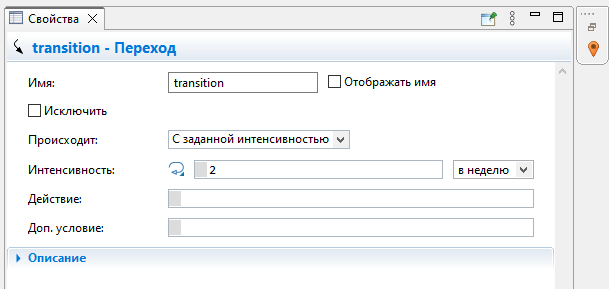 Свойства
transition - Переход
Имя: transition Отображать имя
Исключить
Происходит: С заданной интенсивностью
Интенсивность: 2 в неделю
Действие:
Доп. условие:
Описание